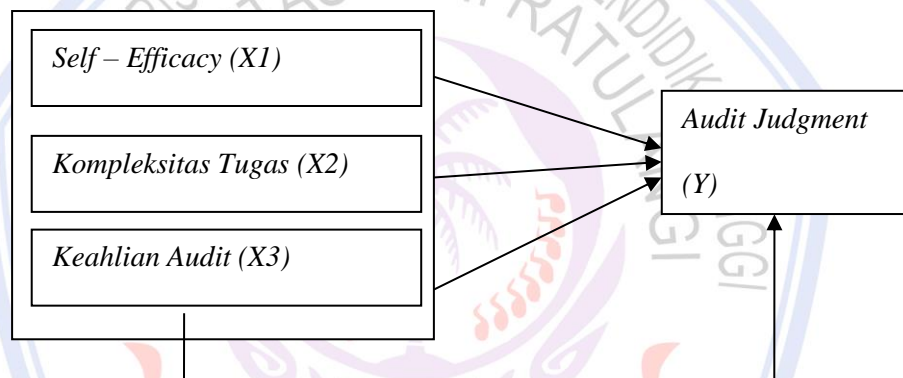 Self – Efficacy (X1)
Kompleksitas Tugas (X2)
Keahlian Audit (X3)
Audit Judgment
(Y)